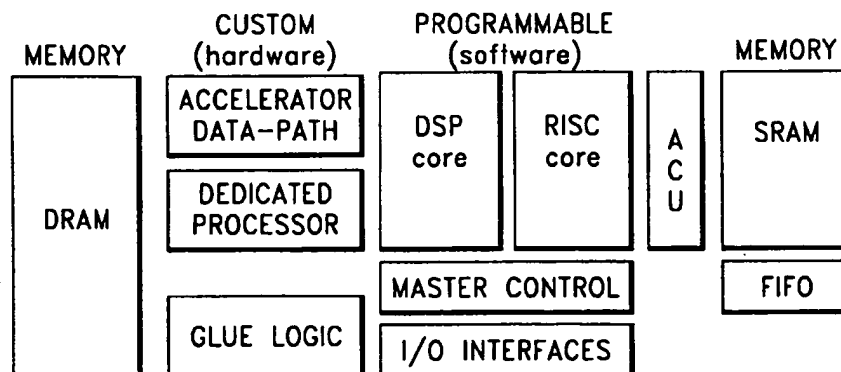 MEMORY
CUSTOM
(hardware)
PROGRAMMABLE
(software)
MEMORY
DRAM
ACCELERATOR
DATA-PATH
DEDICATED
PROCESSOR
GLUE LOGIC
DSP
core
RISC
core
MASTER CONTROL
I/O INTERFACES
A
C
U
SRAM
FIFO